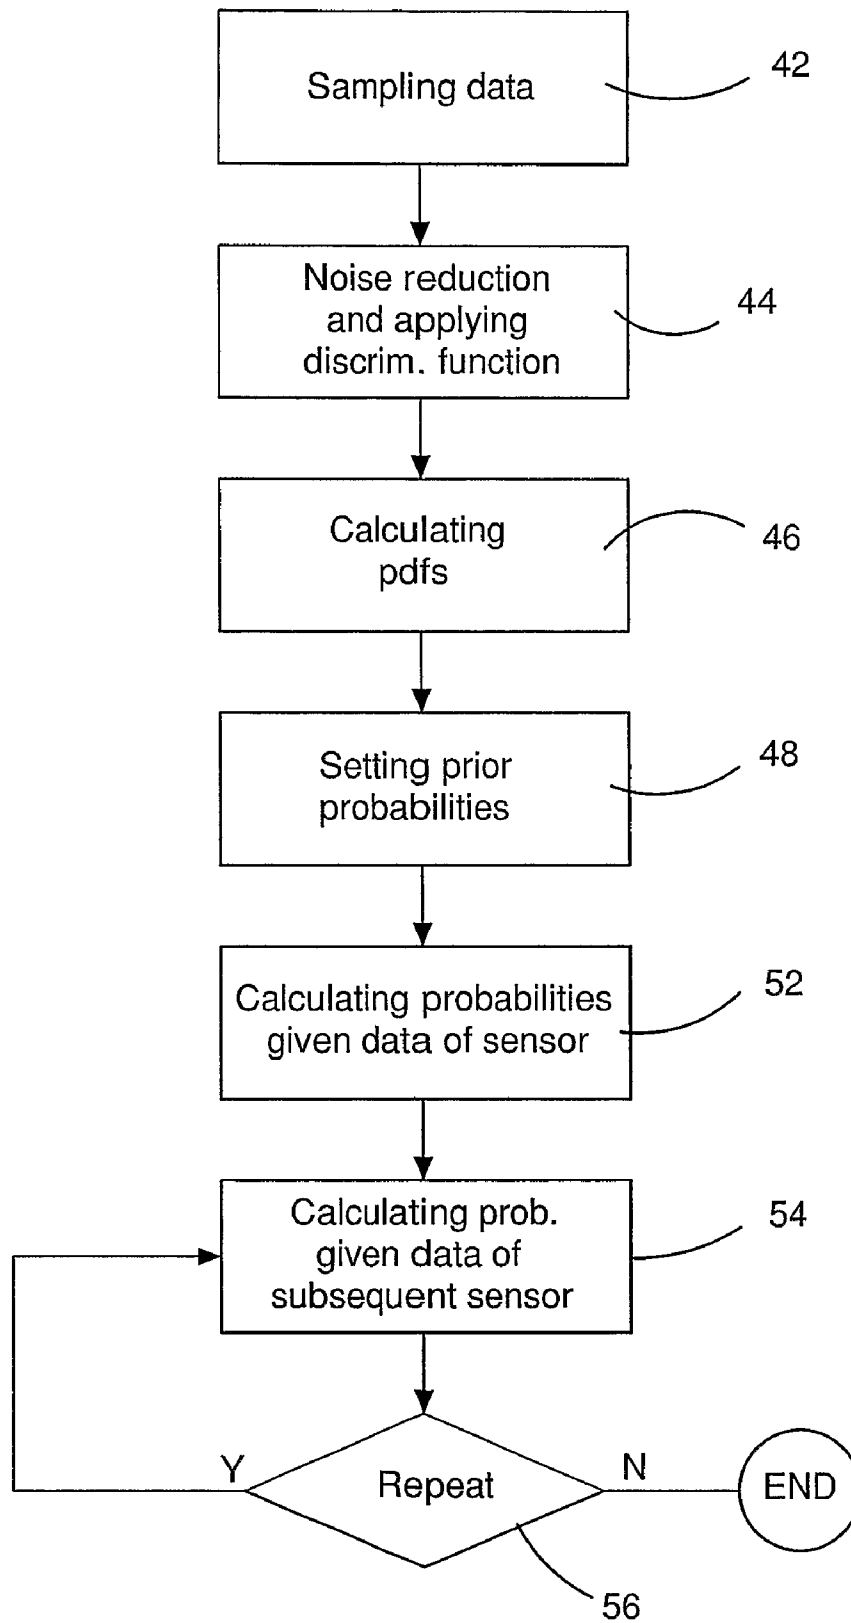 Sampling data
42
Noise reduction
and applying
discrim. function
44
Calculating
pdfs
46
Setting prior
probabilities
48
Calculating probabilities
given data of sensor
52
Calculating prob.
given data of
subsequent sensor
54
Y
Repeat
N
END
56